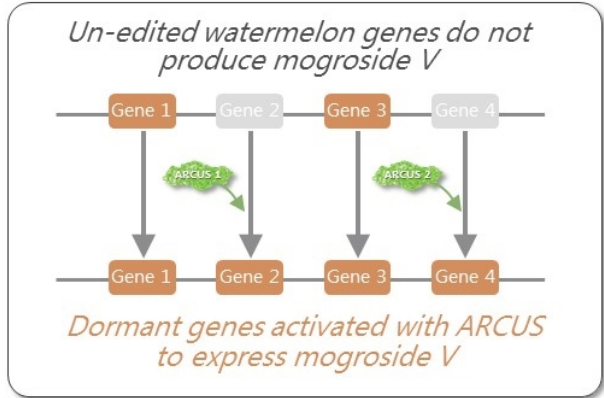 Un-edited watermelon genes do not
produce mogroside V
Gene 1 Gene 2 Gene 3 Gene 4
ARCUS 1 ARCUS 2
Gene 1 Gene 2 Gene 3 Gene 4
Dormant genes activated with ARCUS
to express mogroside V